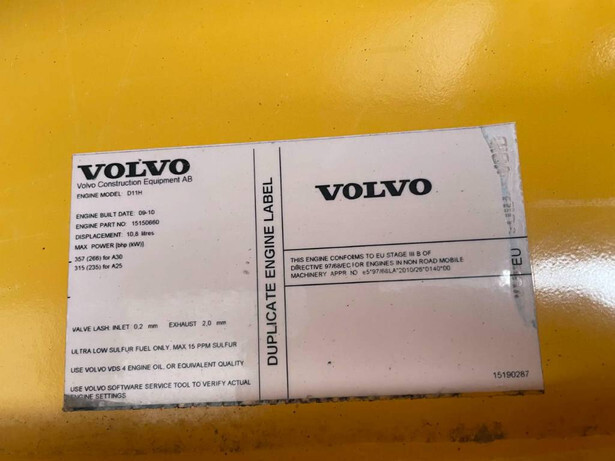 VOLVO
Volvo Construction Equipment AB
ENGINE MODEL D11H
ENGINE BUILT DATE: 09-10
ENGINE PART NO: 15150660
DISPLACEMENT: 10,8 litres
MAX POWER [bhp (kW)]
357 (266) for A30
315 (235) for A25
VALVE LASH: INLET 0.2 mm EXHAUST 2,0 mm
ULTRA LOW SULFUR FUEL ONLY, MAX 15 PPM SULFUR
USE VOLVO VDS 4 ENGINE OIL, OR EQUIVALENT QUALITY
USE VOLVO SOFTWARE SERVICE TOOL TO VERIFY ACTUAL
ENGINE SETTINGS.
DUPLICATE ENGINE LABEL
VOLVO
THIS ENGINE CONFORMS TO EU STAGE III B OF
DIRECTIVE 97/68/EC FOR ENGINES IN NON ROAD MOBILE
MACHINERY APPR NO
15190287
EU